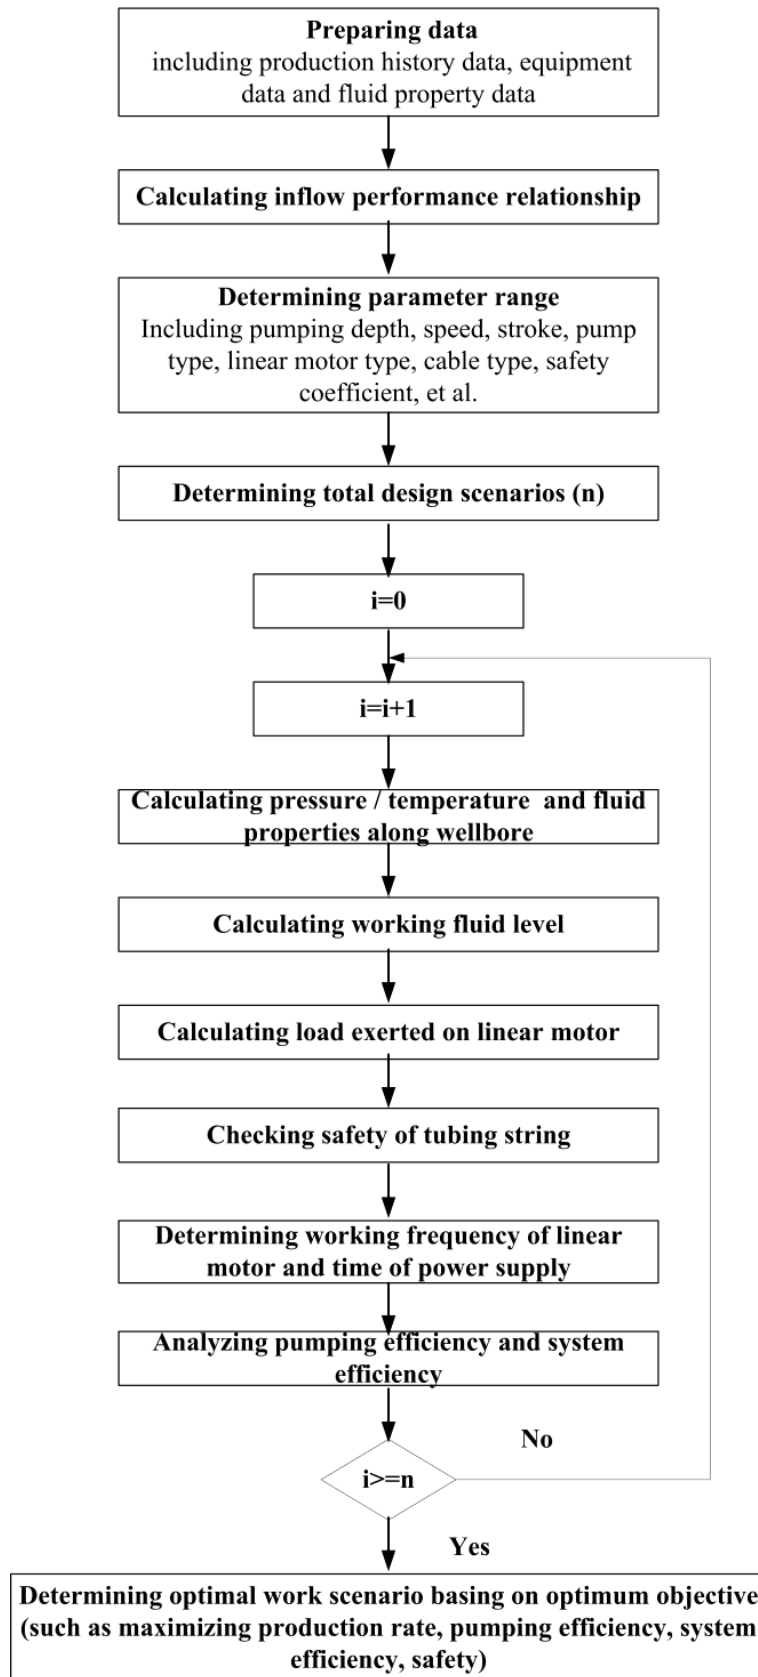 Preparing data
including production history data, equipment
data and fluid property data
Calculating inflow performance relationship
Determining parameter range
Including pumping depth, speed, stroke, pump
type, linear motor type, cable type, safety
coefficient, et al.
Determining total design scenarios (n)
i=0
i=i+1
Calculating pressure / temperature and fluid
properties along wellbore
Calculating working fluid level
Calculating load exerted on linear motor
Checking safety of tubing string
Determining working frequency of linear
motor and time of power supply
Analyzing pumping efficiency and system
efficiency
No
i>=n
Yes
Determining optimal work scenario basing on optimum objective
(such as maximizing production rate, pumping efficiency, system
efficiency, safety)